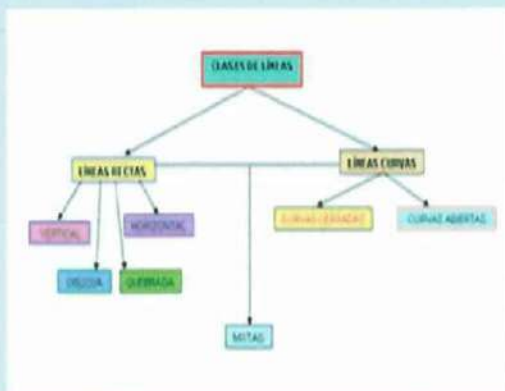 CLASES DE LÍNEAS
LÍNEAS RECTAS
LÍNEAS CURVAS
VERTICAL
HORIZONTAL
CURVAS CERRADAS
CURVAS ABIERTAS
OBLICUA
QUEBRADA
MIXTAS